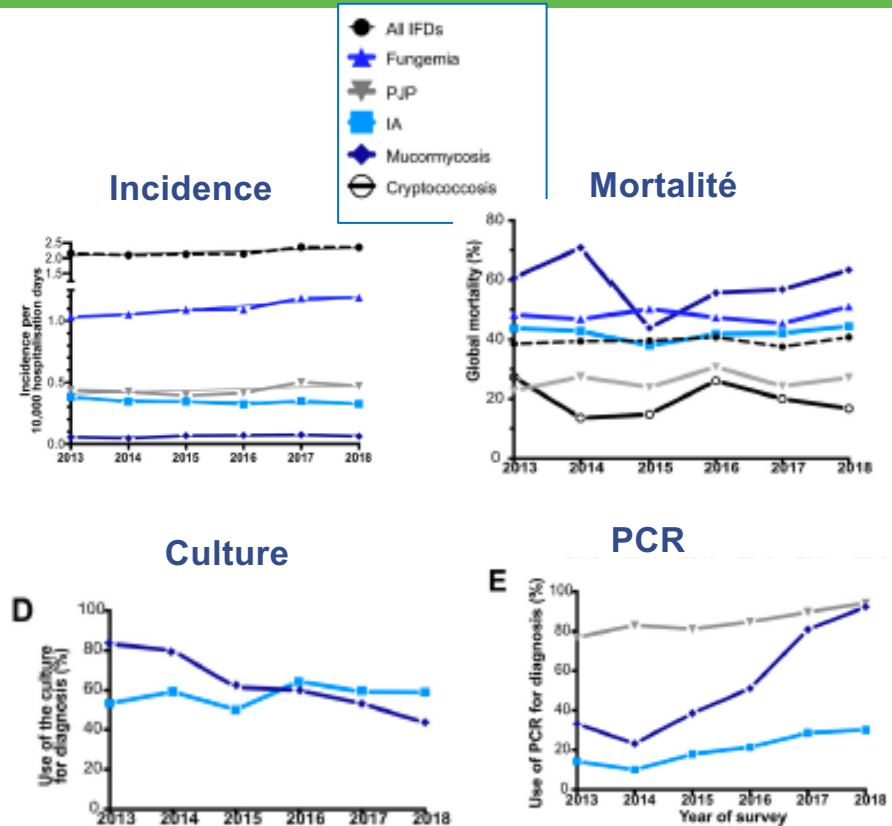 All IFDs
Fungemia
PJP
IA
Mucormycosis
Cryptococcosis
Incidence
Mortalité
Incidence per
10,000 hospitalisation days
2.5
2.0
1.5
1.0
0.5
0.0
2013 2014 2015 2016 2017 2018
Global mortality (%)
80
60
40
20
0
2013 2014 2015 2016 2017 2018
Culture
PCR
D
Use of the culture
for diagnosis (%)
100
80
60
40
20
0
2013 2014 2015 2016 2017 2018
E
Use of PCR for diagnosis (%)
100
80
60
40
20
0
2013 2014 2015 2016 2017 2018
Year of survey